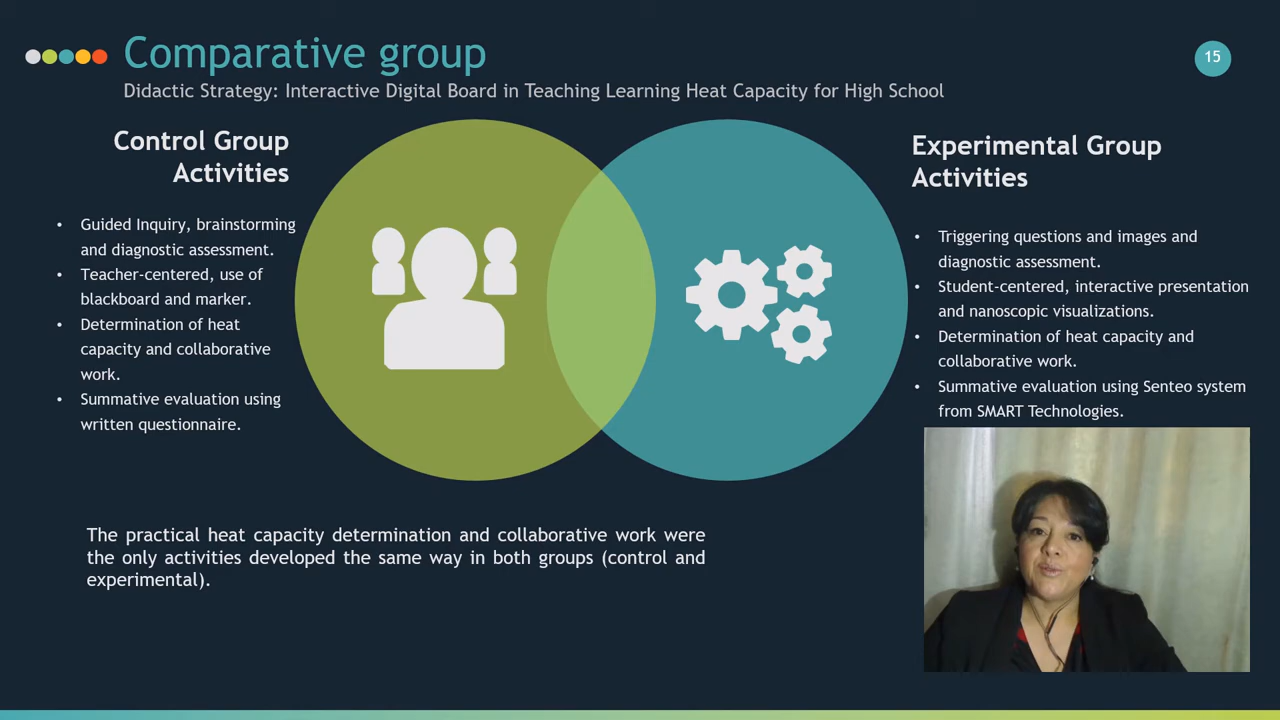 Comparative group
15
Didactic Strategy: Interactive Digital Board in Teaching Learning Heat Capacity for High School
Control Group
Activities
• Guided Inquiry, brainstorming
and diagnostic assessment.
• Teacher-centered, use of
blackboard and marker.
• Determination of heat
capacity and collaborative
work.
• Summative evaluation using
written questionnaire.
Experimental Group
Activities
• Triggering questions and images and
diagnostic assessment.
• Student-centered, interactive presentation
and nanoscopic visualizations.
• Determination of heat capacity and
collaborative work.
• Summative evaluation using Senteo system
from SMART Technologies.
The practical heat capacity determination and collaborative work were
the only activities developed the same way in both groups (control and
experimental).